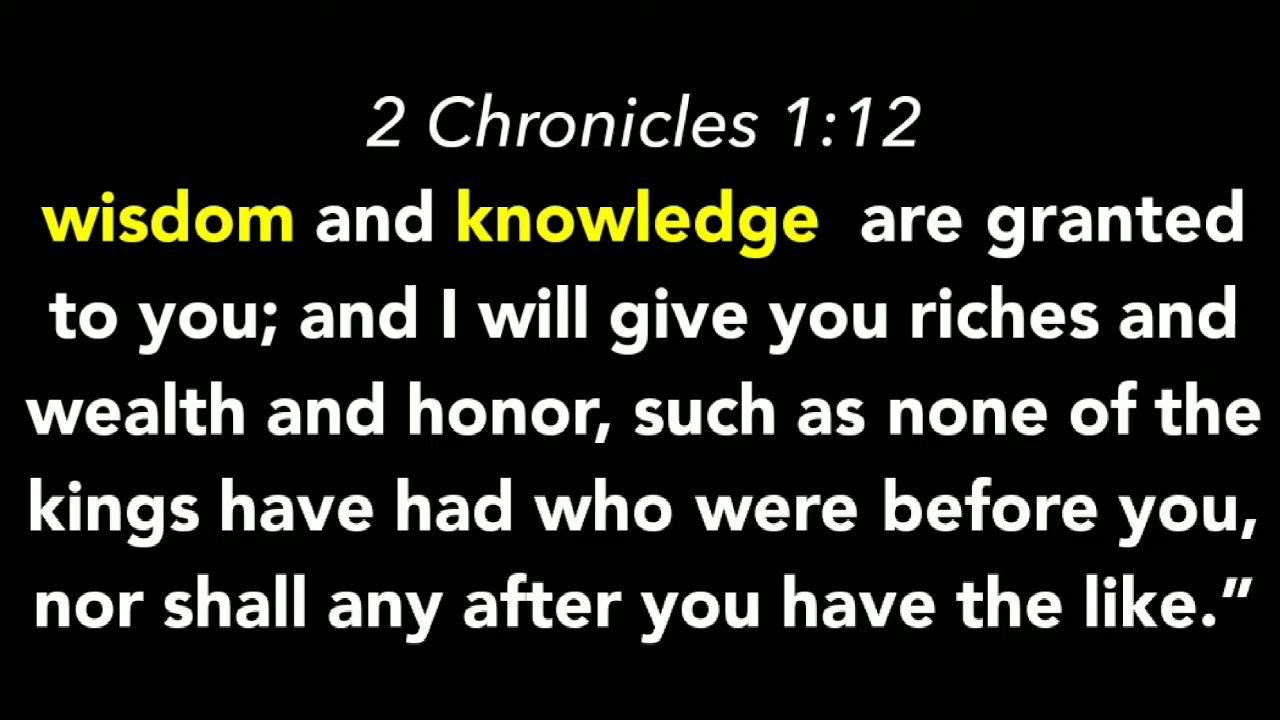 2 Chronicles 1:12
wisdom and knowledge  are granted
to you; and I will give you riches and
wealth and honor, such as none of the
kings have had who were before you,
nor shall any after you have the like.”